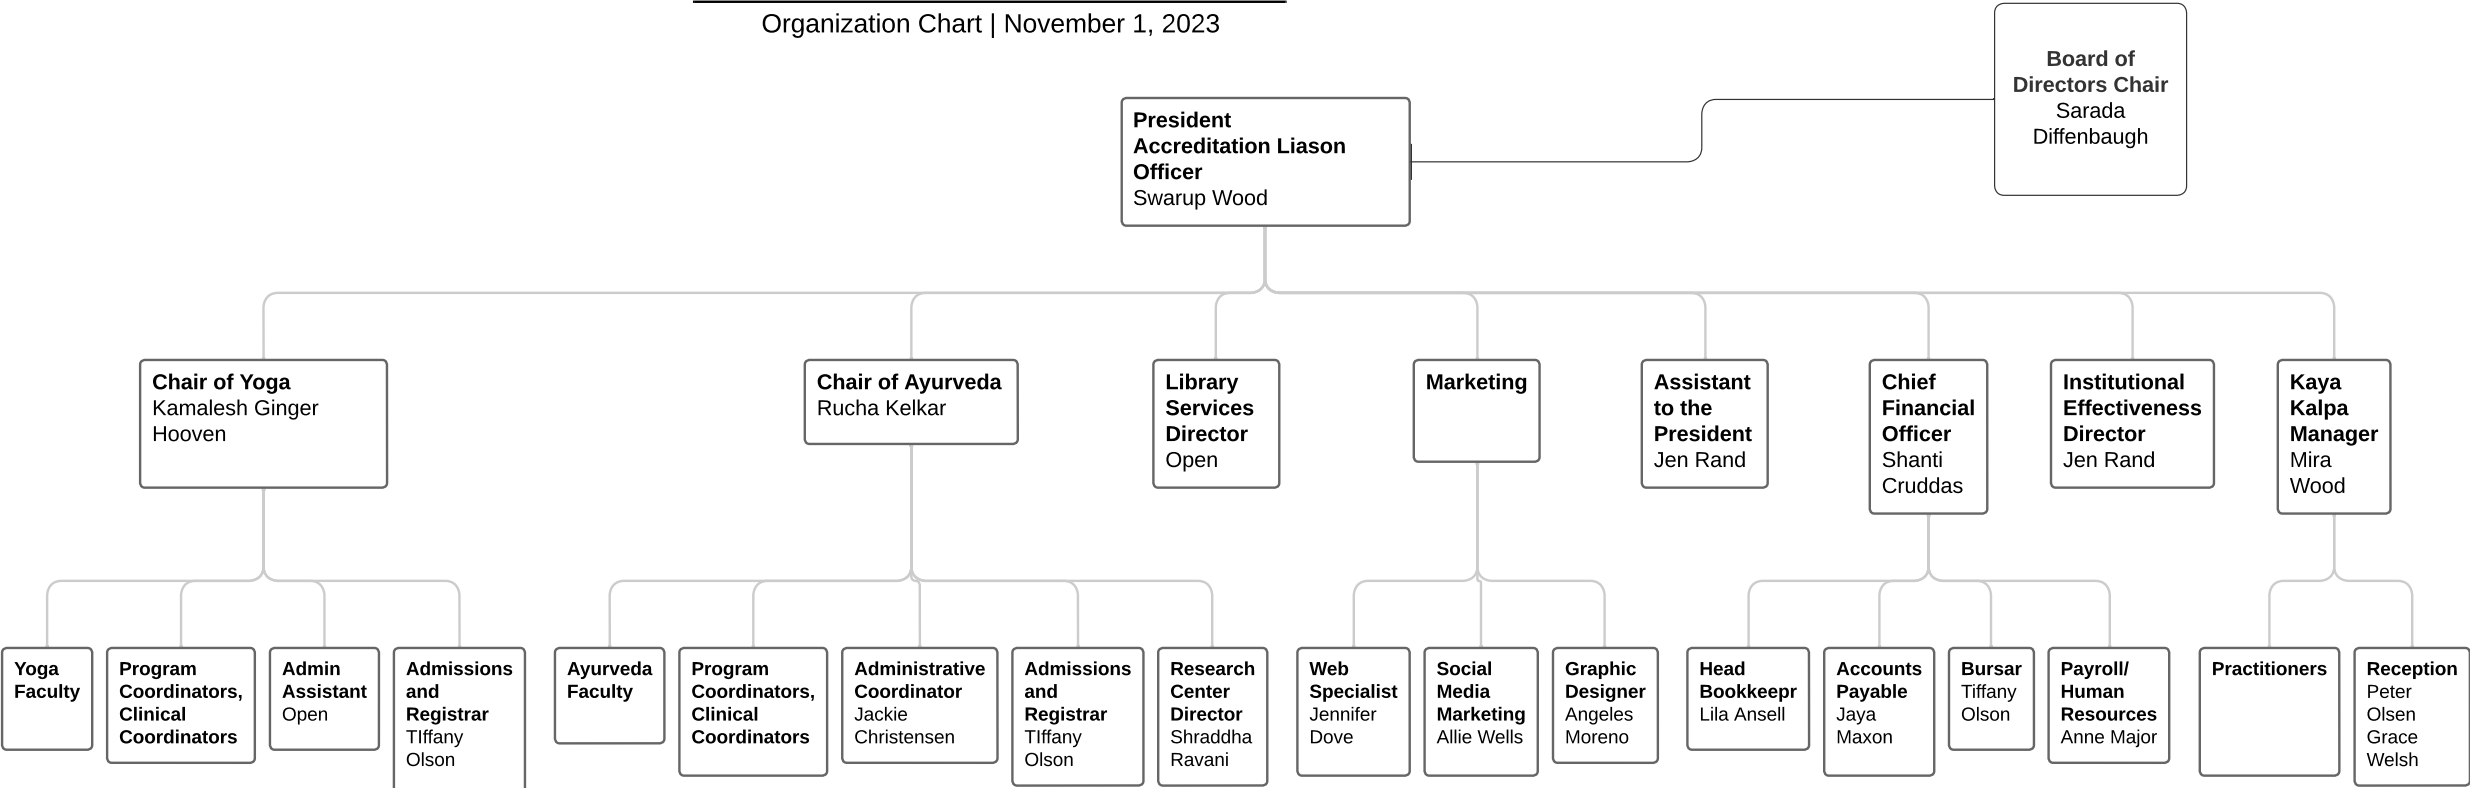 Organization Chart | November 1, 2023
Board of
Directors Chair
Sarada
Diffenbaugh
President
Accreditation Liason
Officer
Swarup Wood
Chair of Yoga
Kamalesh Ginger
Hooven
Chair of Ayurveda
Rucha Kelkar
Library
Services
Director
Open
Marketing
Assistant
to the
President
Jen Rand
Chief
Financial
Officer
Shanti
Cruddas
Institutional
Effectiveness
Director
Jen Rand
Kaya
Kalpa
Manager
Mira
Wood
Yoga
Faculty
Program
Coordinators,
Clinical
Coordinators
Admin
Assistant
Open
Admissions
and
Registrar
TIffany
Olson
Ayurveda
Faculty
Program
Coordinators,
Clinical
Coordinators
Administrative
Coordinator
Jackie
Christensen
Admissions
and
Registrar
TIffany
Olson
Research
Center
Director
Shraddha
Ravani
Web
Specialist
Jennifer
Dove
Social
Media
Marketing
Allie Wells
Graphic
Designer
Angeles
Moreno
Head
Bookkeepr
Lila Ansell
Accounts
Payable
Jaya
Maxon
Bursar
Tiffany
Olson
Payroll/
Human
Resources
Anne Major
Practitioners
Reception
Peter
Olsen
Grace
Welsh